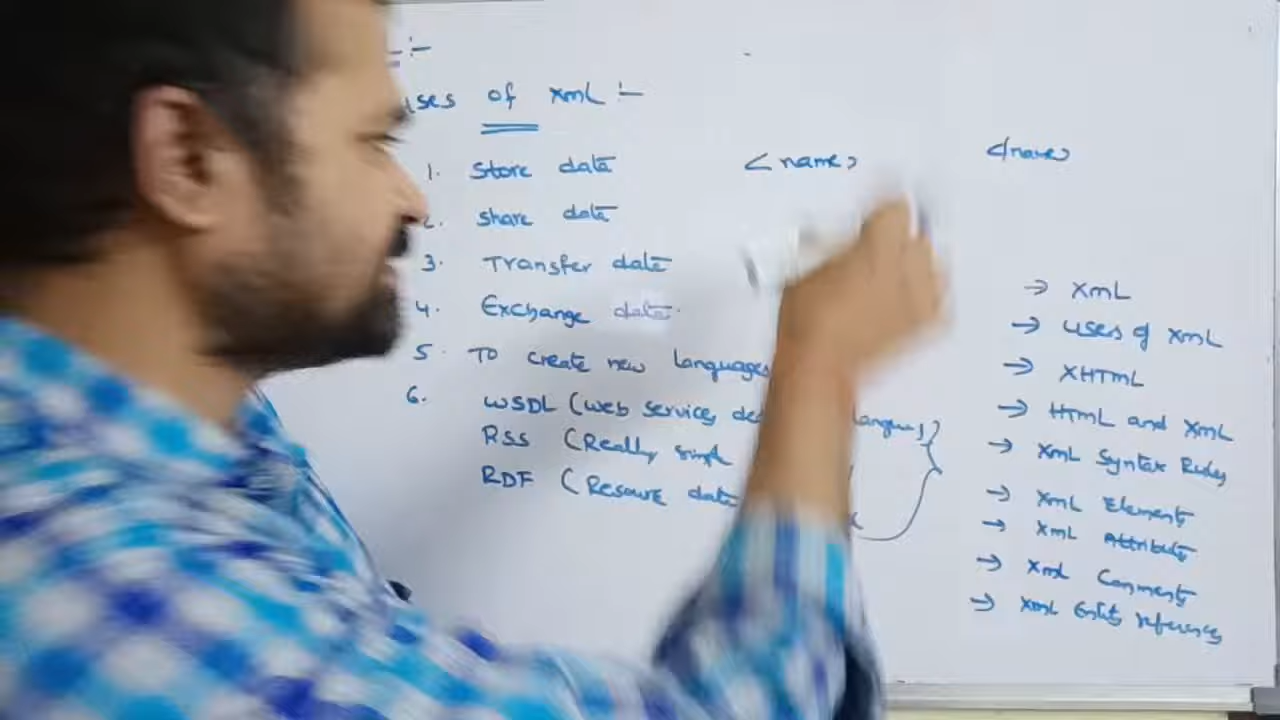 uses of XML :-
1. Store data
2. Share data
3. Transfer data
4. Exchange data
5. To create new languages
6. WSDL (web services
RSS (Really simple
RDF (Resource data
<name>
</name>
→ XML
→ uses of XML
→ XHTML
→ HTML and XML
→ XML Syntax Rules
→ XML Elements
→ XML Attributes
→ XML Comments
→ XML Entity references